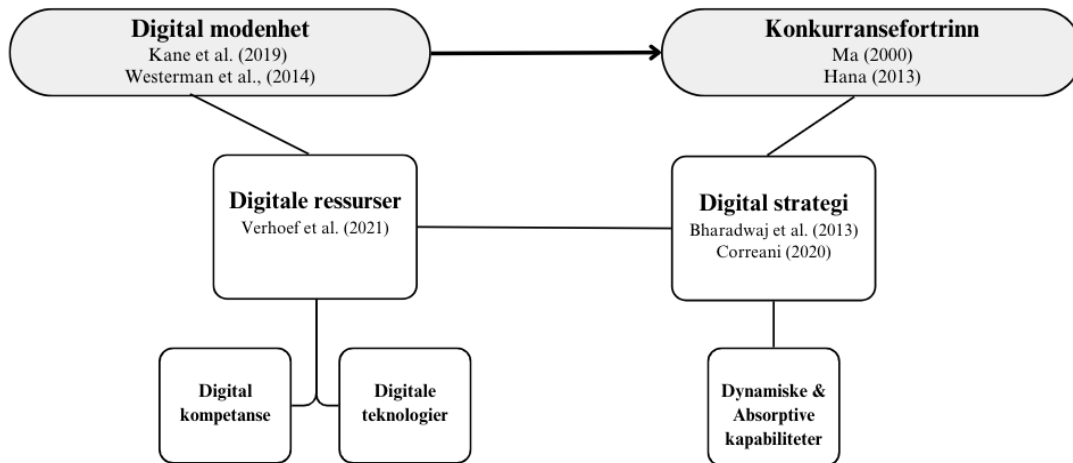 Digital modenhet
Kane et al. (2019)
Westerman et al., (2014)
Konkurransefortrinn
Ma (2000)
Hana (2013)
Digitale ressurser
Verhoef et al. (2021)
Digital strategi
Bharadwaj et al. (2013)
Correani (2020)
Digital
kompetanse
Digitale
teknologier
Dynamiske &
Absorptive
kapabiliteter